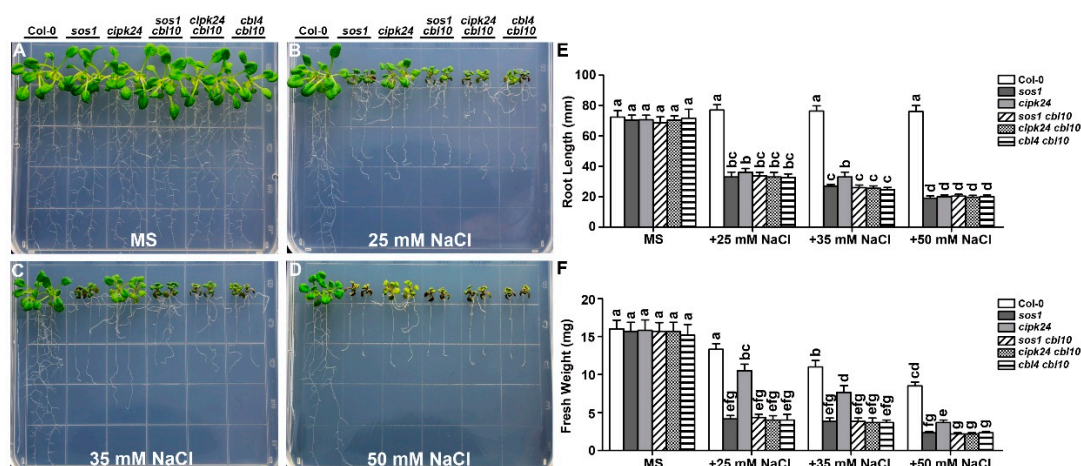 Col-0 sos1 cipk24 sos1 cbl10 cipk24 cbl10 cbl4 cbl10
A
MS
B
25 mM NaCl
C
35 mM NaCl
D
50 mM NaCl
E
Root Length (mm)
100
80
60
40
20
0
a a a a a a
a bc bc bc bc bc
a c b c c c
a d d d d d
MS +25 mM NaCl +35 mM NaCl +50 mM NaCl
Col-0
sos1
cipk24
sos1 cbl10
cipk24 cbl10
cbl4 cbl10
F
Fresh Weight (mg)
20
15
10
5
0
a a a a a a
a efg bc efg efg efg
b efg d efg efg efg
cd fg e g g g
MS +25 mM NaCl +35 mM NaCl +50 mM NaCl
Col-0
sos1
cipk24
sos1 cbl10
cipk24 cbl10
cbl4 cbl10